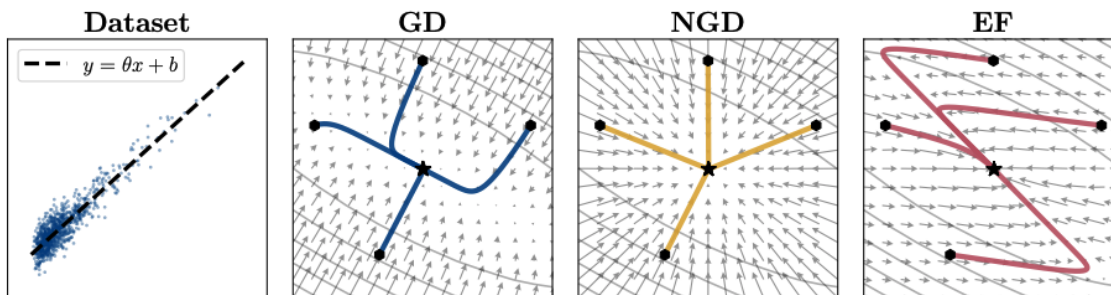 Dataset
GD
NGD
EF
y = θx + b